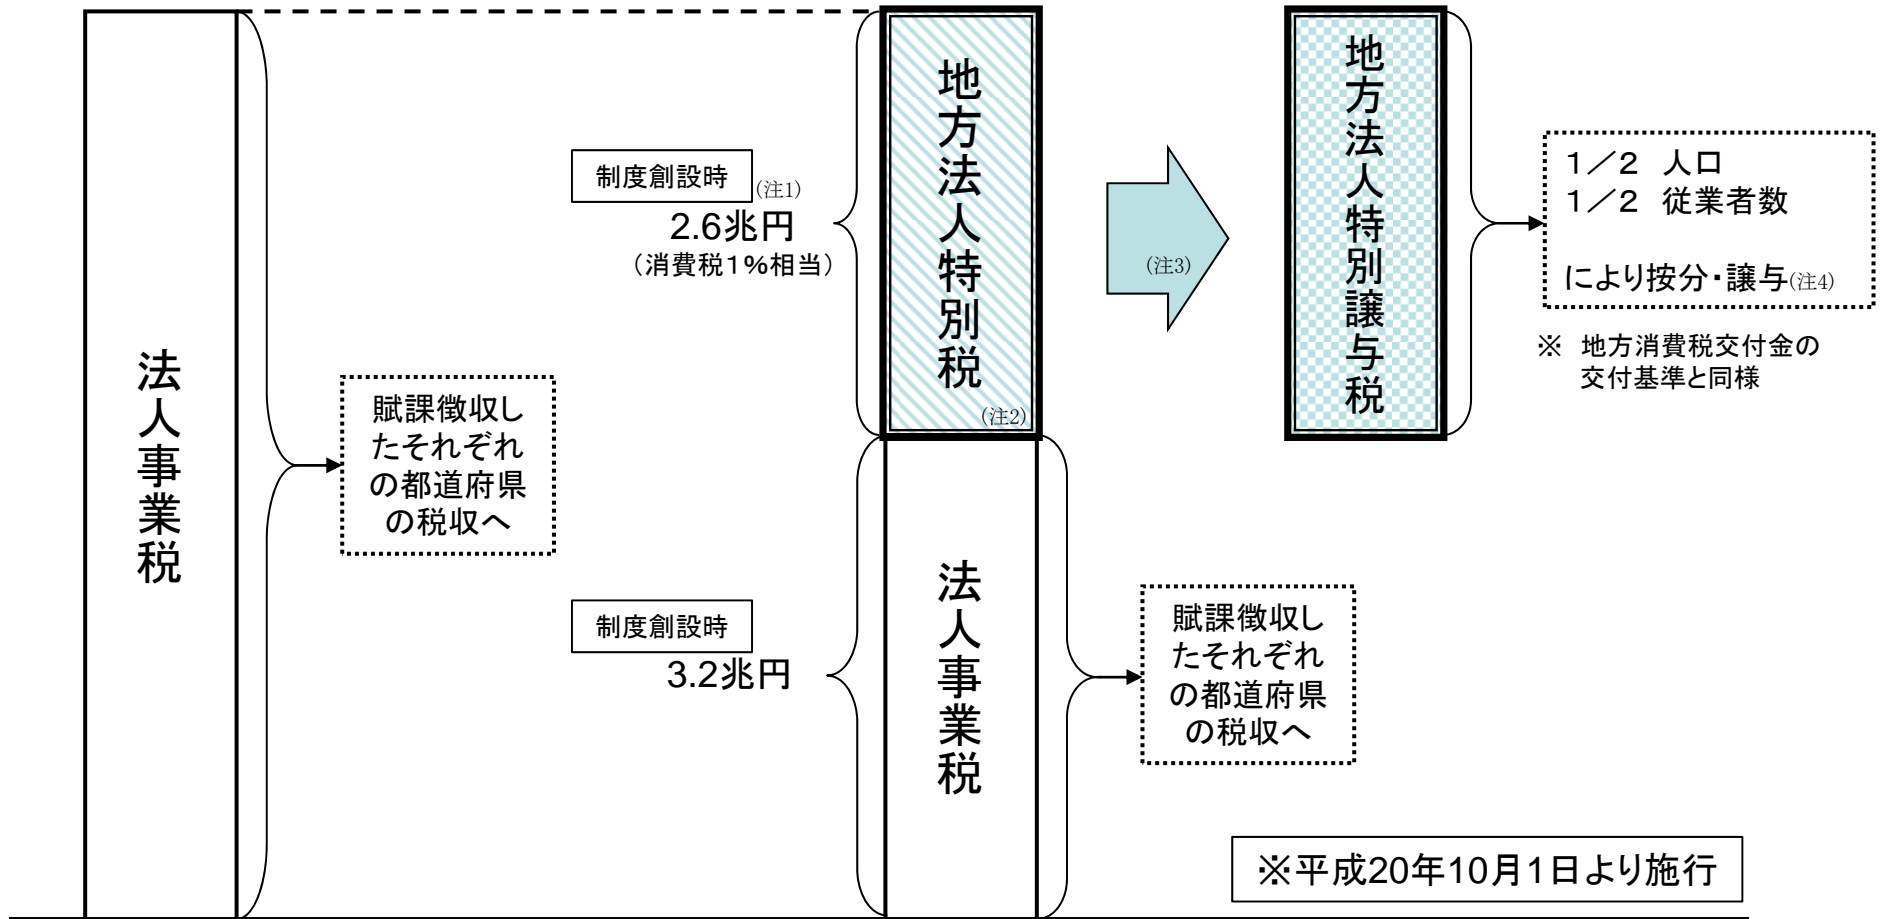 法人事業税
賦課徴収し
たそれぞれ
の都道府県
の税収へ
制度創設時
(注1)
2.6兆円
(消費税1%相当)
地方法人特別税
(注2)
制度創設時
3.2兆円
法人事業税
賦課徴収し
たそれぞれ
の都道府県
の税収へ
(注3)
地方法人特別譲与税
1/2 人口
1/2 従業者数
により按分・譲与(注4)
※ 地方消費税交付金の
交付基準と同様
※平成20年10月1日より施行